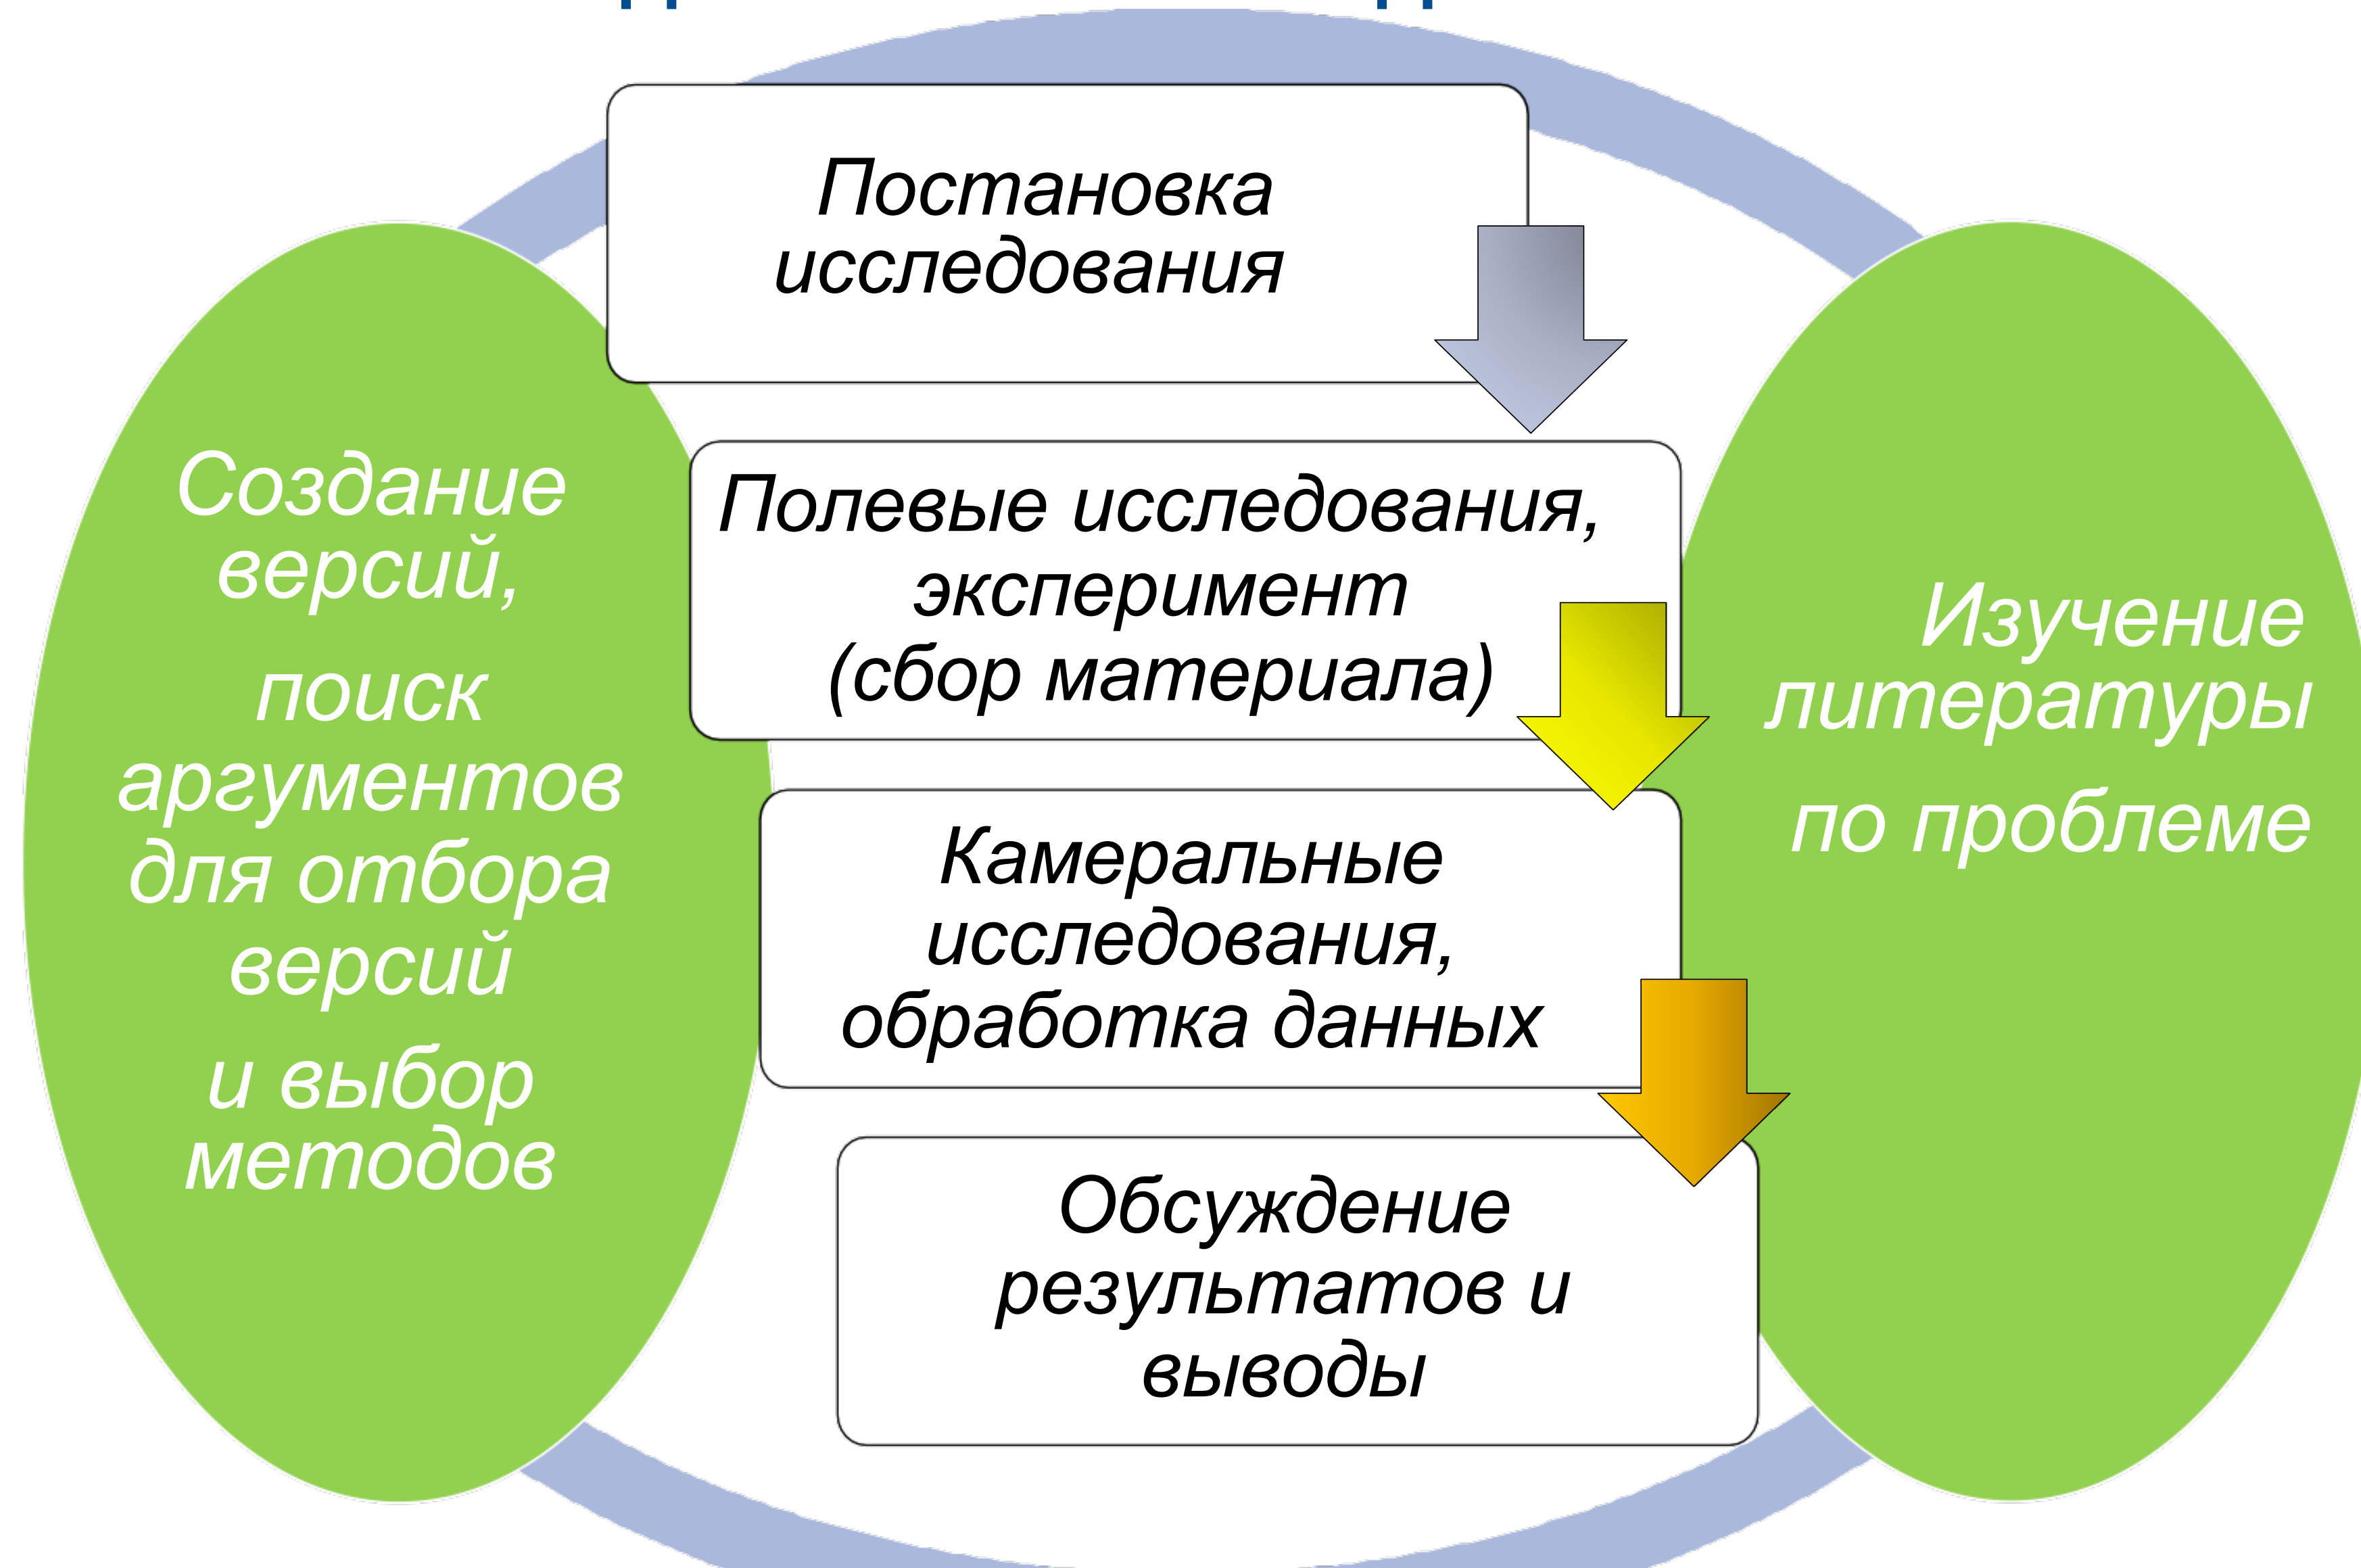 Постановка
исследования
Создание
версий,
поиск
аргументов
для отбора
версий
и выбор
методов
Полевые исследования,
эксперимент
(сбор материала)
Изучение
литературы
по проблеме
Камеральные
исследования,
обработка данных
Обсуждение
результатов и
выводы